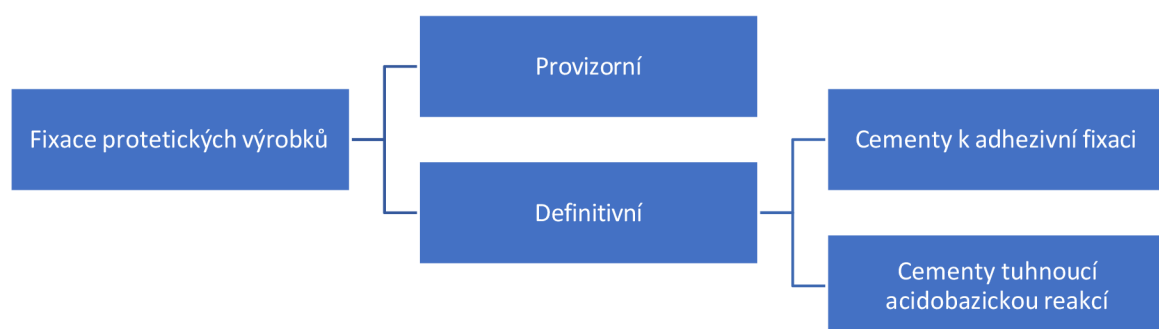 Fixace protetických výrobků
Provizorní
Definitivní
Cementy k adhezivní fixaci
Cementy tuhnoucí
acidobazickou reakcí